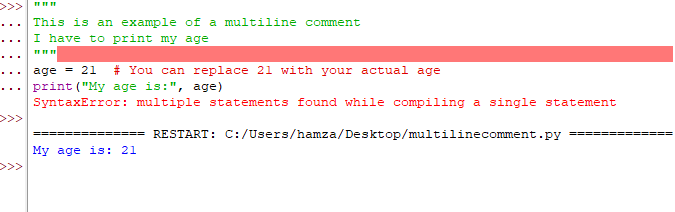 >>> """
... This is an example of a multiline comment
... I have to print my age
... """
... age = 21  # You can replace 21 with your actual age
... print("My age is:", age)
SyntaxError: multiple statements found while compiling a single statement
>>>
============== RESTART: C:/Users/hamza/Desktop/multilinecomment.py =============
My age is: 21
>>>